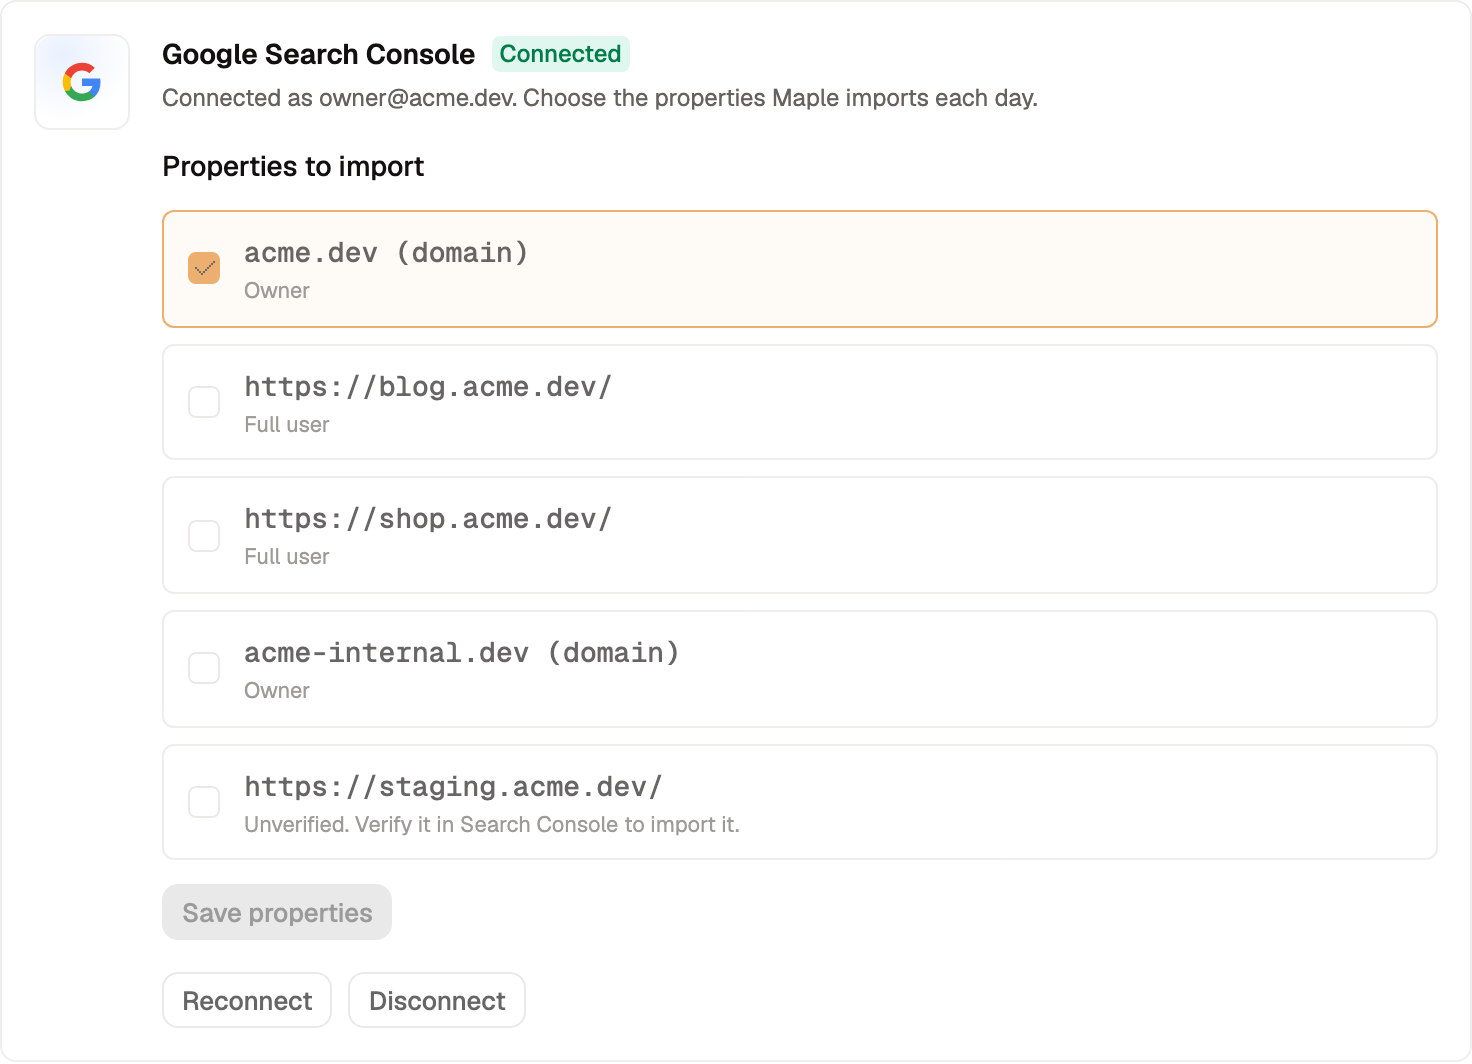 Google Search Console Connected
Connected as owner@acme.dev. Choose the properties Maple imports each day.
Properties to import
acme.dev (domain)
Owner
https://blog.acme.dev/
Full user
https://shop.acme.dev/
Full user
acme-internal.dev (domain)
Owner
https://staging.acme.dev/
Unverified. Verify it in Search Console to import it.
Save properties
Reconnect Disconnect